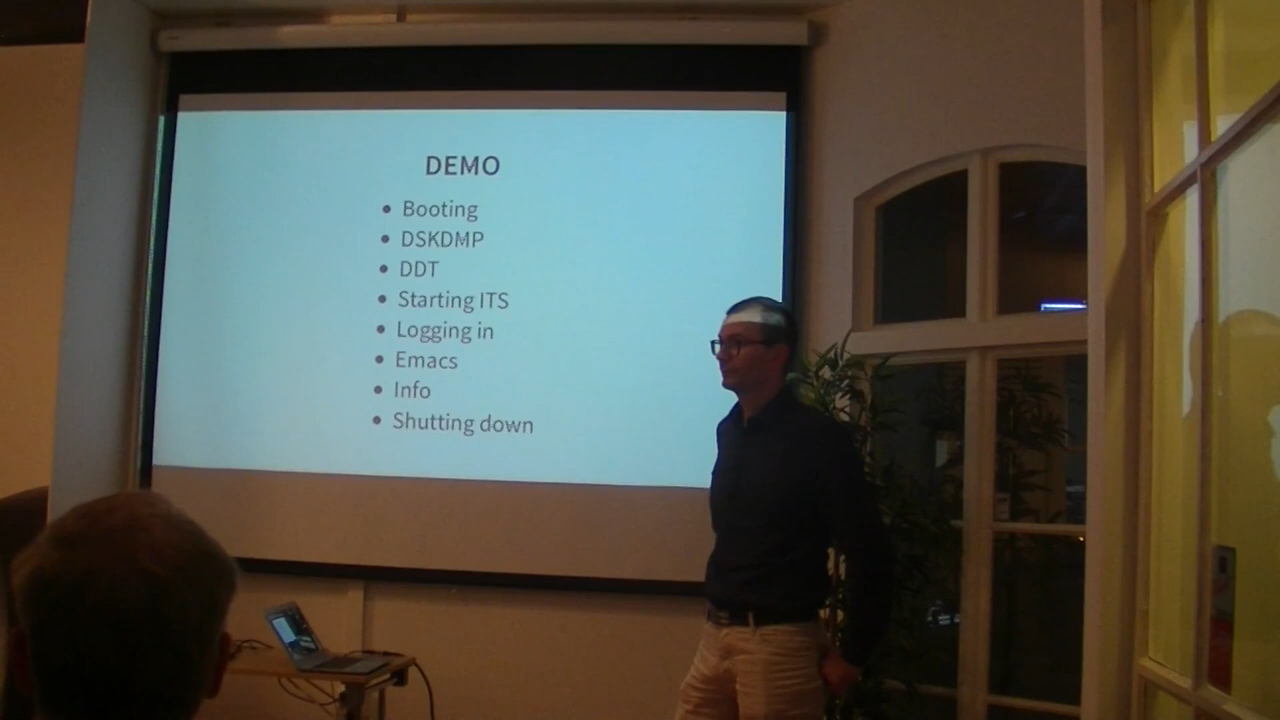 DEMO
• Booting
• DSKDMP
• DDT
• Starting ITS
• Logging in
• Emacs
• Info
• Shutting down